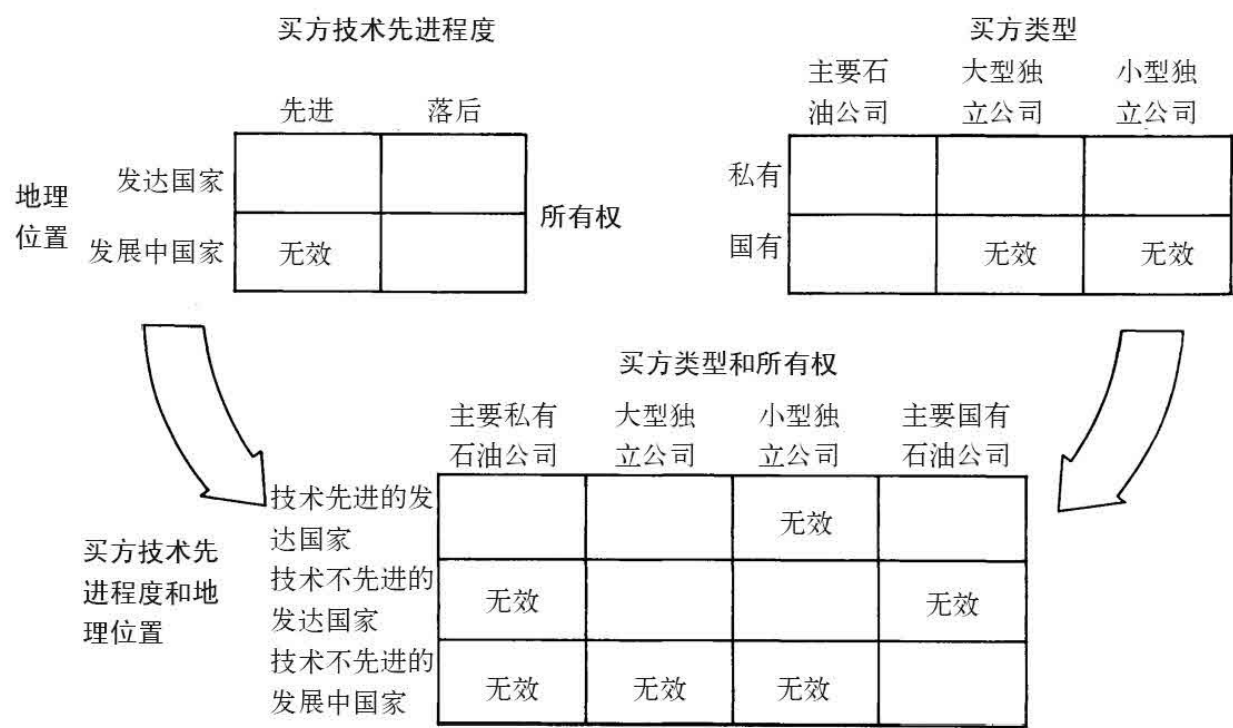 买方技术先进程度
先进 落后
地理
位置
发达国家
发展中国家 无效
买方类型
主要石
油公司
大型独
立公司
小型独
立公司
所有权
私有
国有 无效 无效
买方类型和所有权
主要私有
石油公司
大型独
立公司
小型独
立公司
主要国有
石油公司
买方技术先
进程度和地
理位置
技术先进的发
达国家
无效
技术不先进的
发达国家
无效 无效
技术不先进的
发展中国家
无效 无效 无效